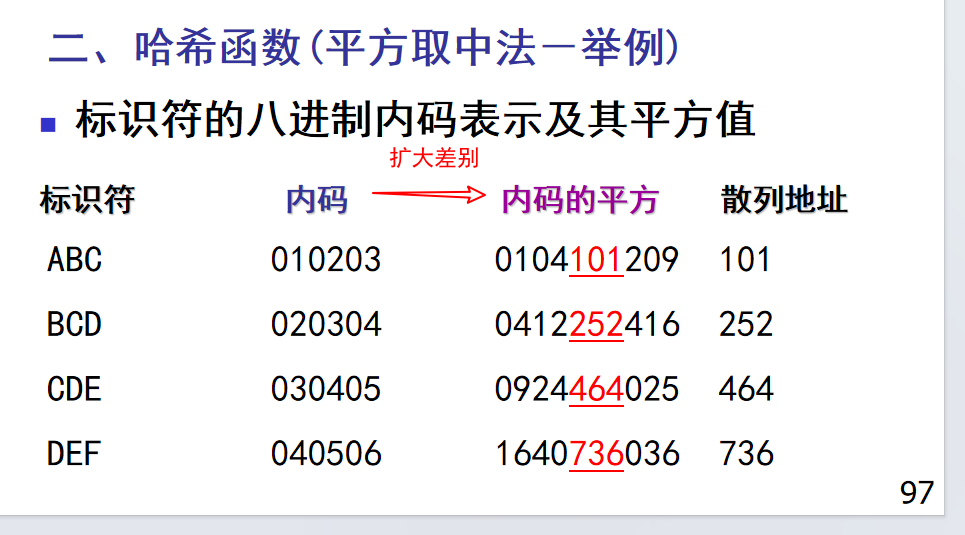 二、哈希函数(平方取中法－举例)
标识符的八进制内码表示及其平方值
扩大差别
标识符 内码 内码的平方 散列地址
ABC 010203 0104101209 101
BCD 020304 0412252416 252
CDE 030405 0924464025 464
DEF 040506 1640736036 736
97